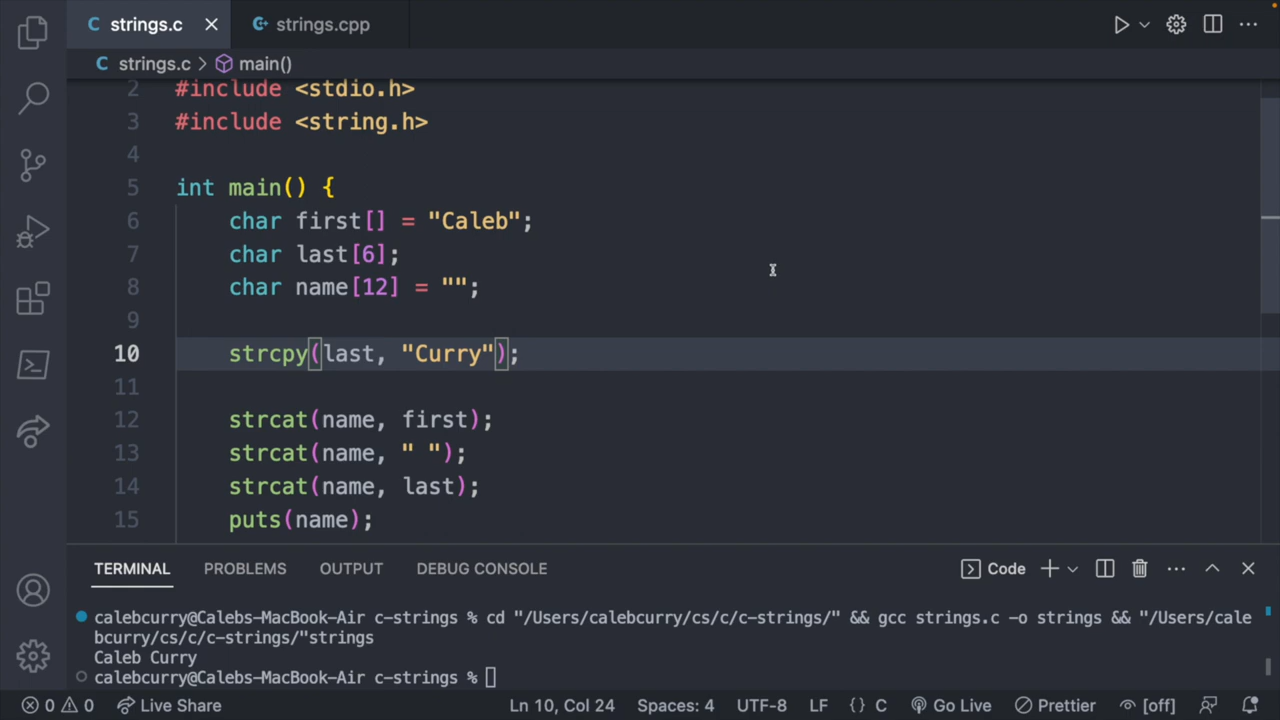 strings.c
strings.cpp
strings.c > main()
2 #include <stdio.h>
3 #include <string.h>
4
5 int main() {
6 char first[] = "Caleb";
7 char last[6];
8 char name[12] = "";
9
10 strcpy(last, "Curry");
11
12 strcat(name, first);
13 strcat(name, " ");
14 strcat(name, last);
15 puts(name);
TERMINAL PROBLEMS OUTPUT DEBUG CONSOLE Code
calebcurry@Calebs-MacBook-Air c-strings % cd "/Users/calebcurry/cs/c/c-strings/" && gcc strings.c -o strings && "/Users/cale
bcurry/cs/c/c-strings/"strings
Caleb Curry
calebcurry@Calebs-MacBook-Air c-strings %
0 0 Live Share Ln 10, Col 24 Spaces: 4 UTF-8 LF {} C Go Live Prettier [off]